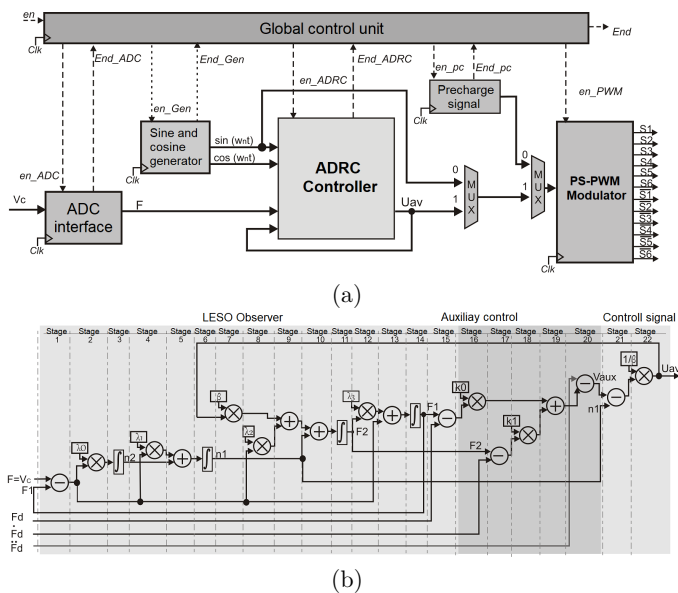 en
Global control unit
End
Clk
End_ADC
End_Gen
End_ADRC
en_pc
End_pc
en_Gen
en_ADRC
en_PWM
Precharge
signal
Clk
Sine and
cosine
generator
Clk
sin (wnt)
cos (wnt)
ADRC
Controller
en_ADC
Vc
ADC
interface
Clk
F
Uav
0
1
MUX
0
1
MUX
PS-PWM
Modulator
Clk
S1
S2
S3
S4
S5
S6
S1
S2
S3
S4
S5
S6
(a)
LESO Observer
Auxiliay control
Controll signal
Stage 1
Stage 2
Stage 3
Stage 4
Stage 5
Stage 6
Stage 7
Stage 8
Stage 9
Stage 10
Stage 11
Stage 12
Stage 13
Stage 14
Stage 15
Stage 16
Stage 17
Stage 18
Stage 19
Stage 20
Stage 21
Stage 22
1/β
Uav
Vaux
n1
k0
β
λ3
F1
λ2
F2
k1
F2
λ0
λ1
n2
n1
F=Vc
F1
Fd
Ḟd
F̈d
(b)